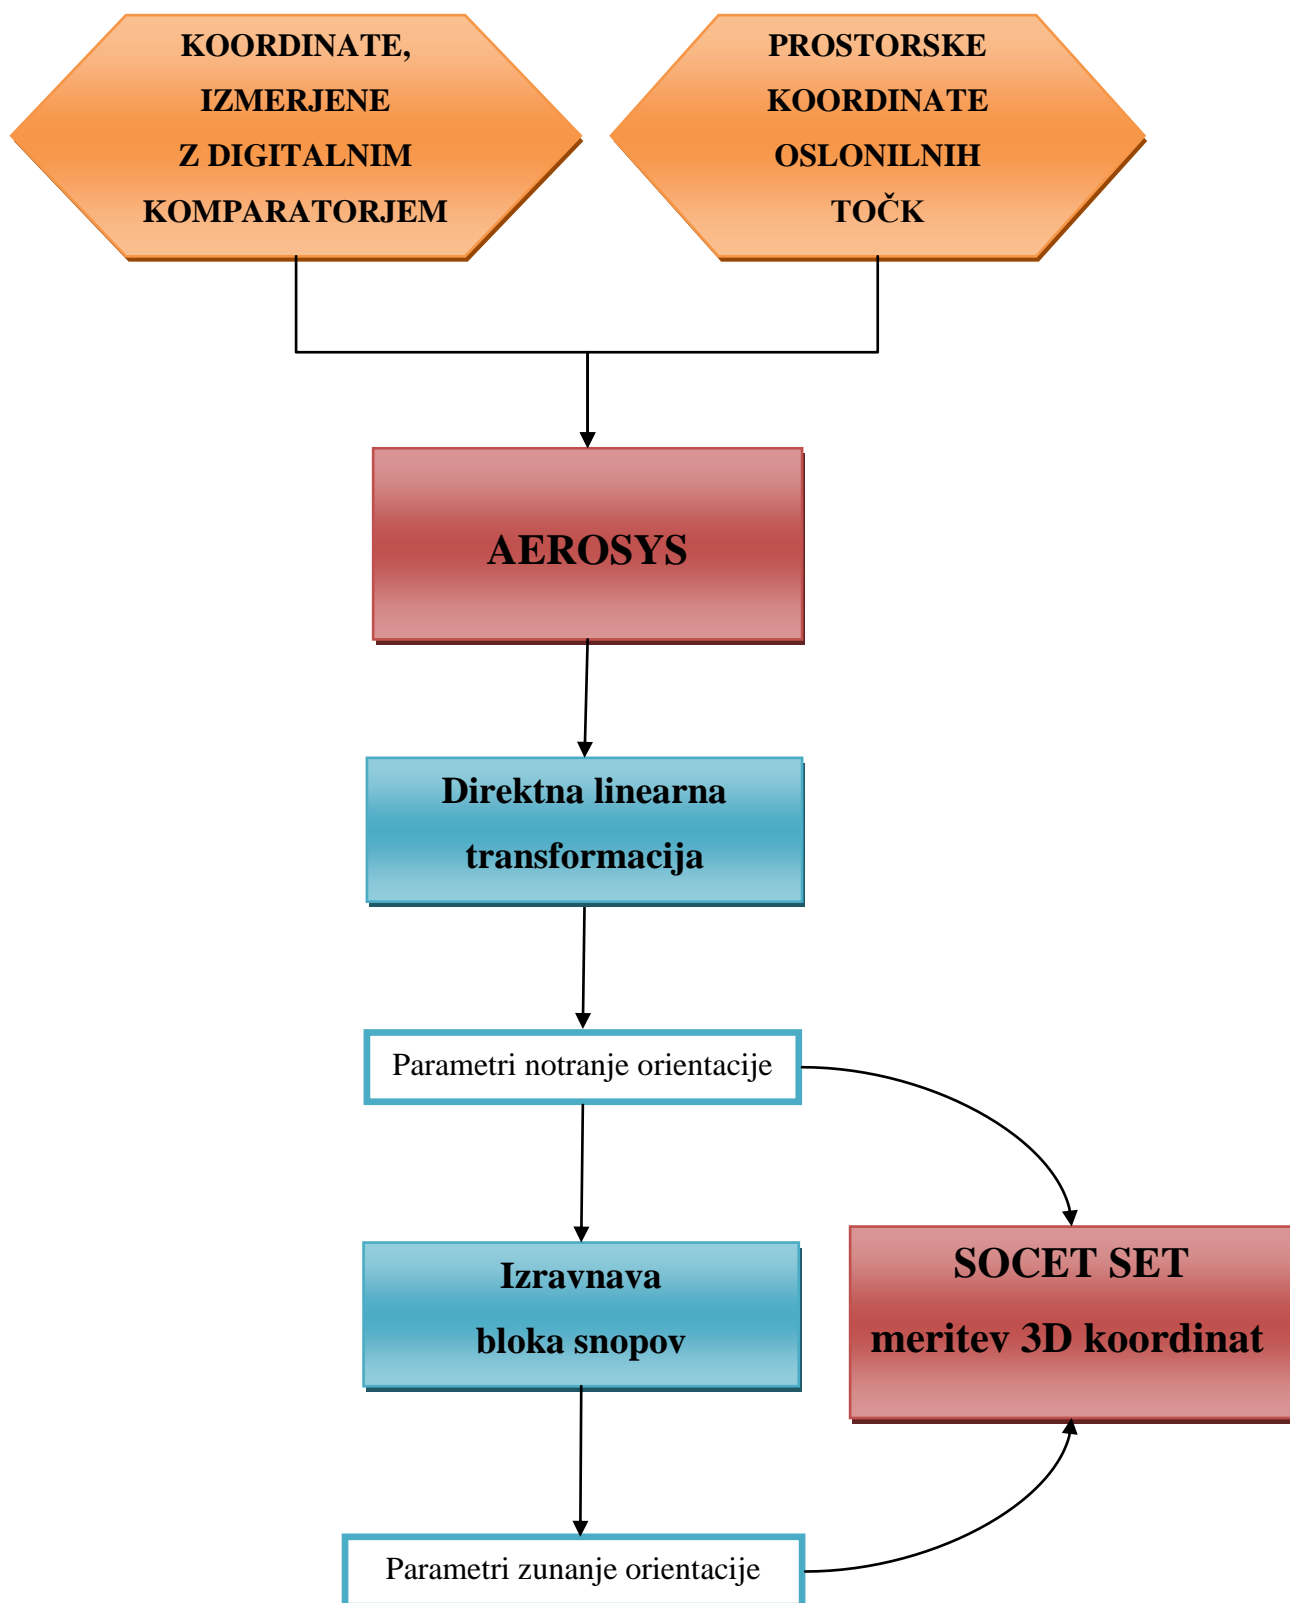 KOORDINATE,
IZMERJENE
Z DIGITALNIM
KOMPARATORJEM
PROSTORSKE
KOORDINATE
OSLONILNIH
TOČK
AEROSYS
Direktna linearna
transformacija
Parametri notranje orientacije
Izravnava
bloka snopov
SOCET SET
meritev 3D koordinat
Parametri zunanje orientacije